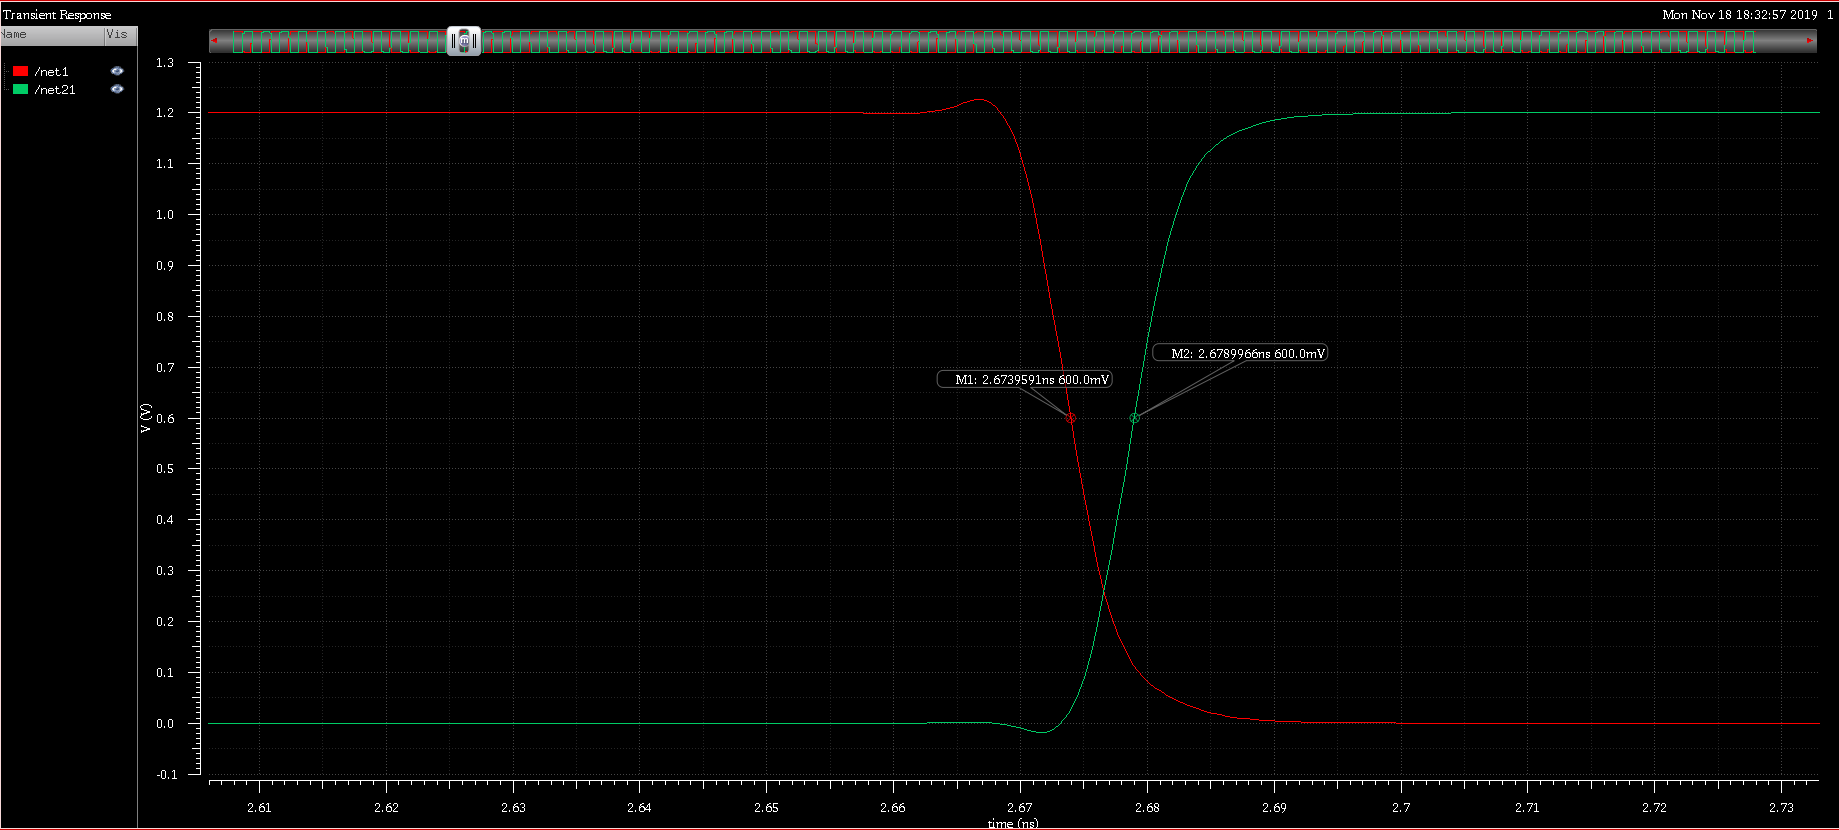 Transient Response
Mon Nov 18 18:32:57 2019 1
Name Vis
/net1
/net21
1.3
1.2
1.1
1.0
0.9
0.8
0.7
0.6
0.5
0.4
0.3
0.2
0.1
0.0
-0.1
V (V)
M1: 2.6739591ns 600.0mV
M2: 2.6789966ns 600.0mV
2.61 2.62 2.63 2.64 2.65 2.66 2.67 2.68 2.69 2.7 2.71 2.72 2.73
time (ns)